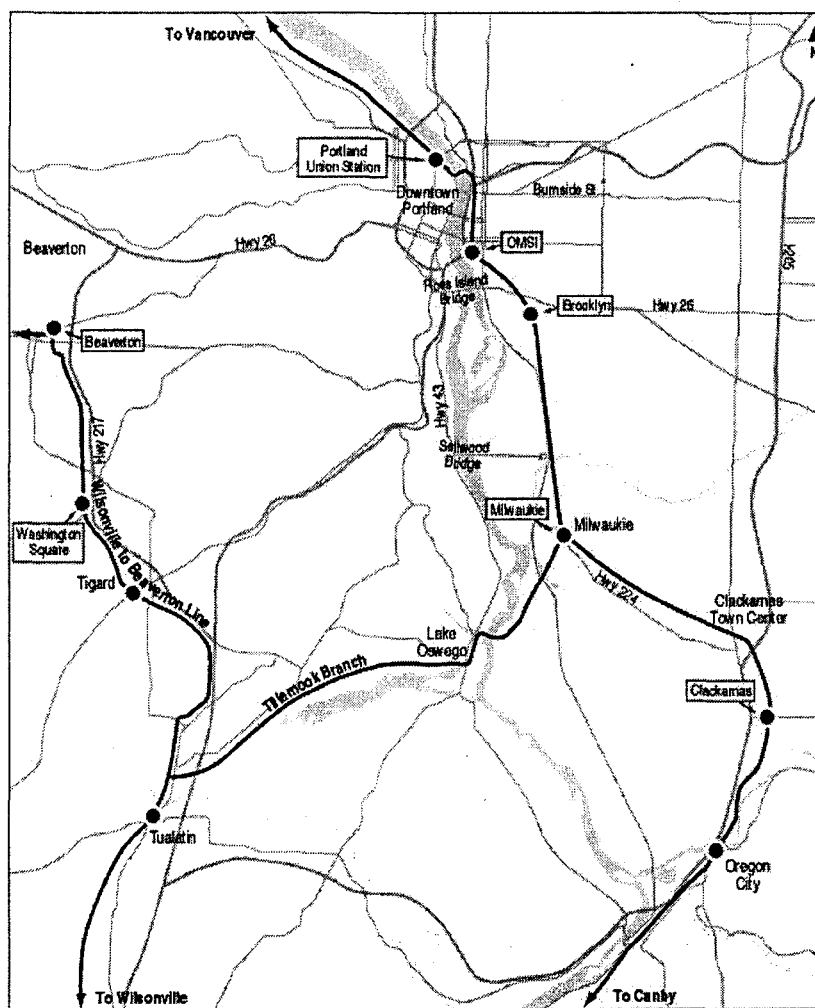 To Vancouver
N
Portland
Union Station
Downtown
Portland
Burnside St
Beaverton
Hwy 26
OMSI
I-205
Ross Island
Bridge
Brooklyn
Hwy 26
Beaverton
Hwy 217
Hwy 43
Sellwood
Bridge
Wilsonville to Beaverton Line
Washington
Square
Milwaukie
Milwaukie
Tigard
Hwy 224
Clackamas
Town Center
Lake
Oswego
Tillamook Branch
Clackamas
Tualatin
Oregon
City
To Wilsonville
To Canby